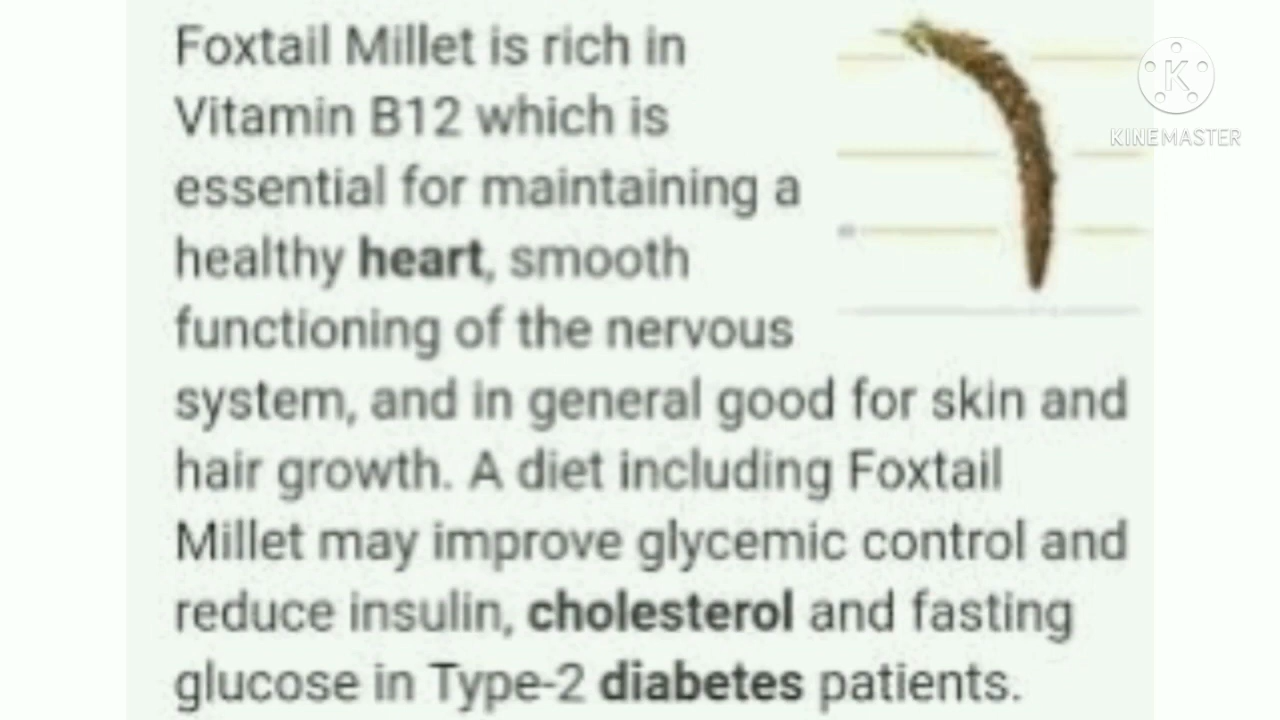 Foxtail Millet is rich in
Vitamin B12 which is
essential for maintaining a
healthy heart, smooth
functioning of the nervous
system, and in general good for skin and
hair growth. A diet including Foxtail
Millet may improve glycemic control and
reduce insulin, cholesterol and fasting
glucose in Type-2 diabetes patients.
K
KINEMASTER